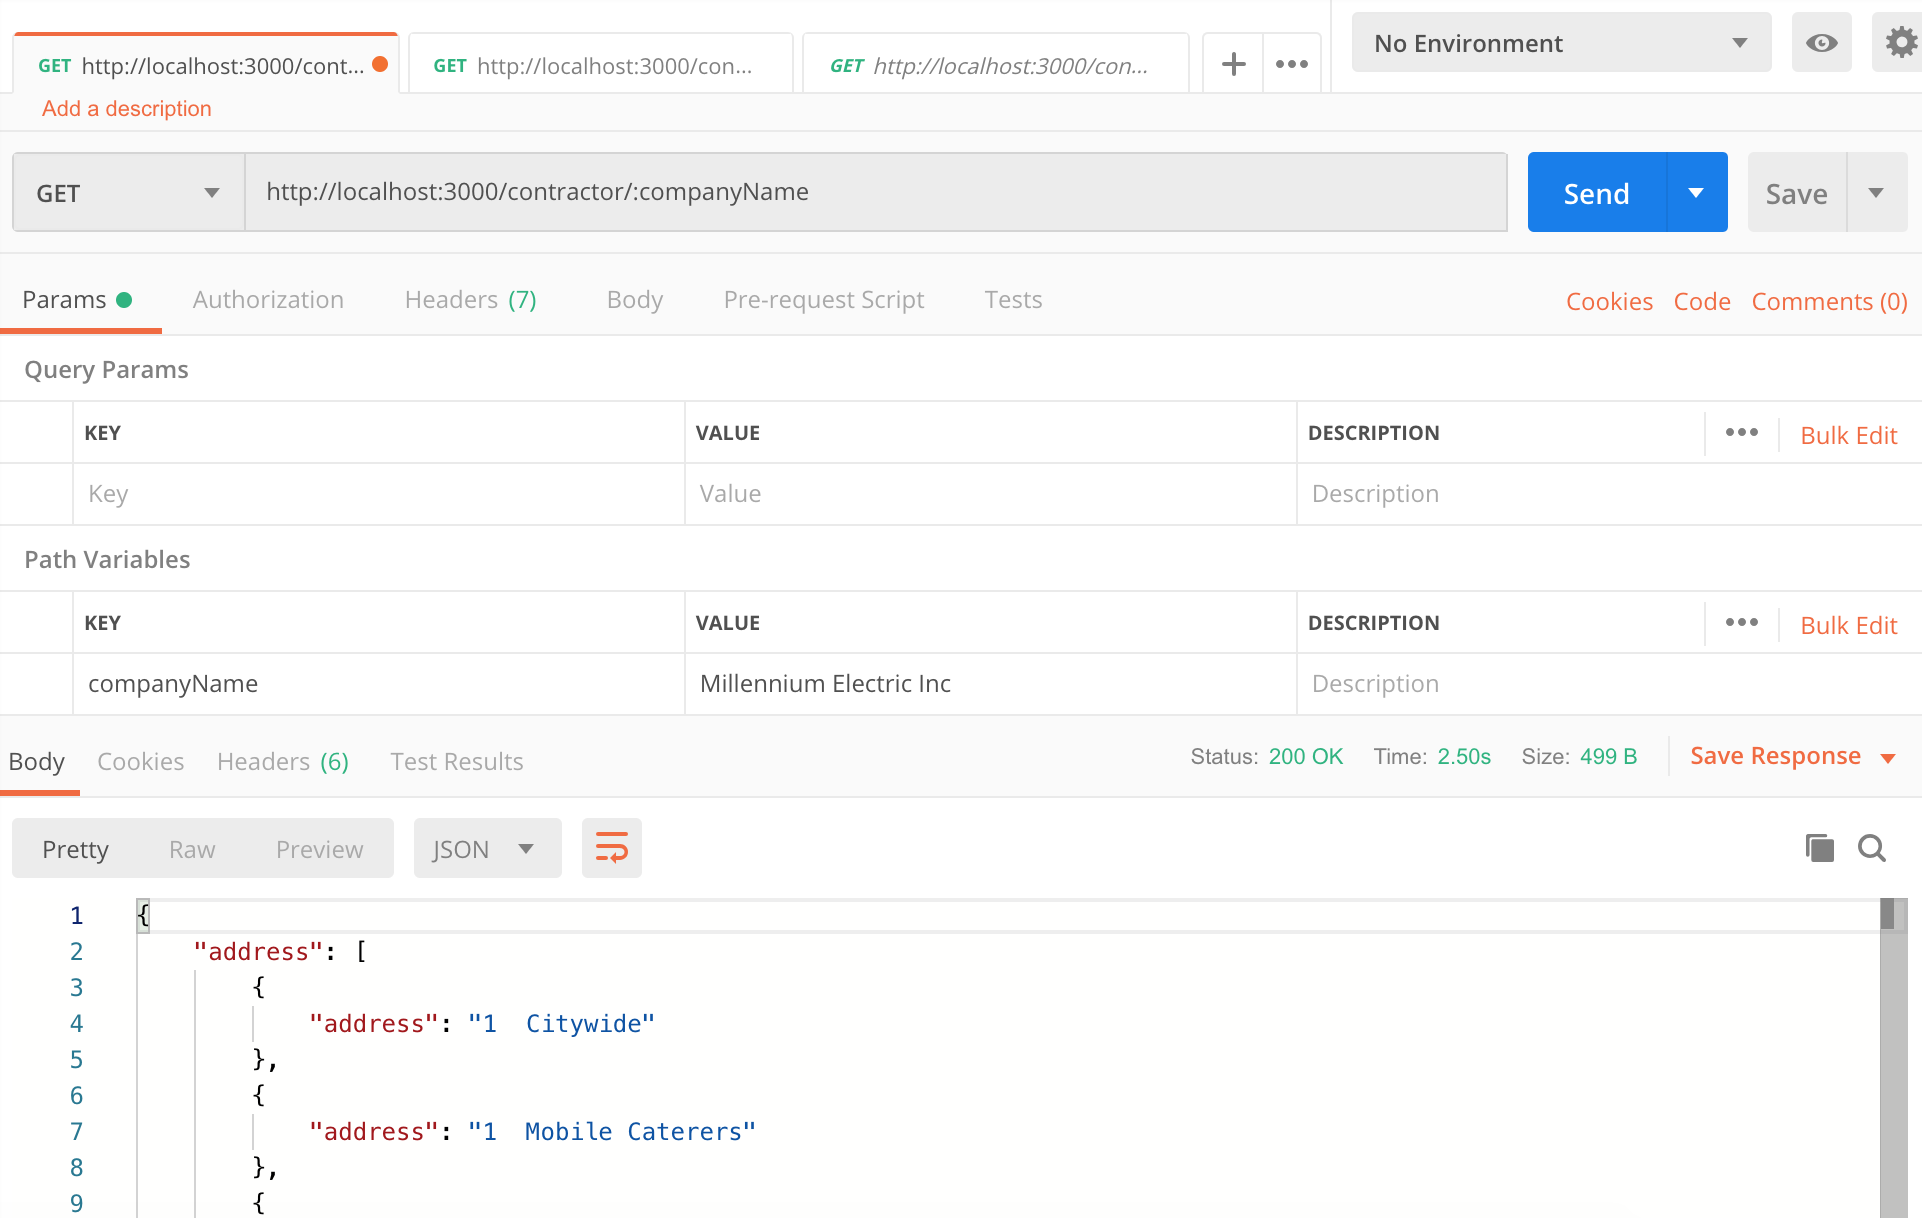 GET http://localhost:3000/cont... GET http://localhost:3000/con... GET http://localhost:3000/con... No Environment
Add a description
GET http://localhost:3000/contractor/:companyName Send Save
Params Authorization Headers (7) Body Pre-request Script Tests Cookies Code Comments (0)
Query Params
KEY VALUE DESCRIPTION Bulk Edit
Key Value Description
Path Variables
KEY VALUE DESCRIPTION Bulk Edit
companyName Millennium Electric Inc Description
Body Cookies Headers (6) Test Results Status: 200 OK Time: 2.50s Size: 499 B Save Response
Pretty Raw Preview JSON
1 {
2 "address": [
3 {
4 "address": "1  Citywide"
5 },
6 {
7 "address": "1  Mobile Caterers"
8 },
9 {